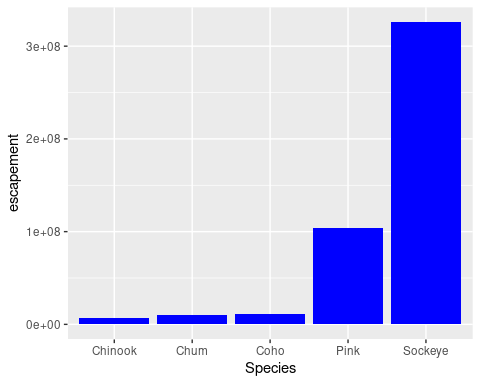 escapement
3e+08
2e+08
1e+08
0e+00
Chinook Chum Coho Pink Sockeye
Species